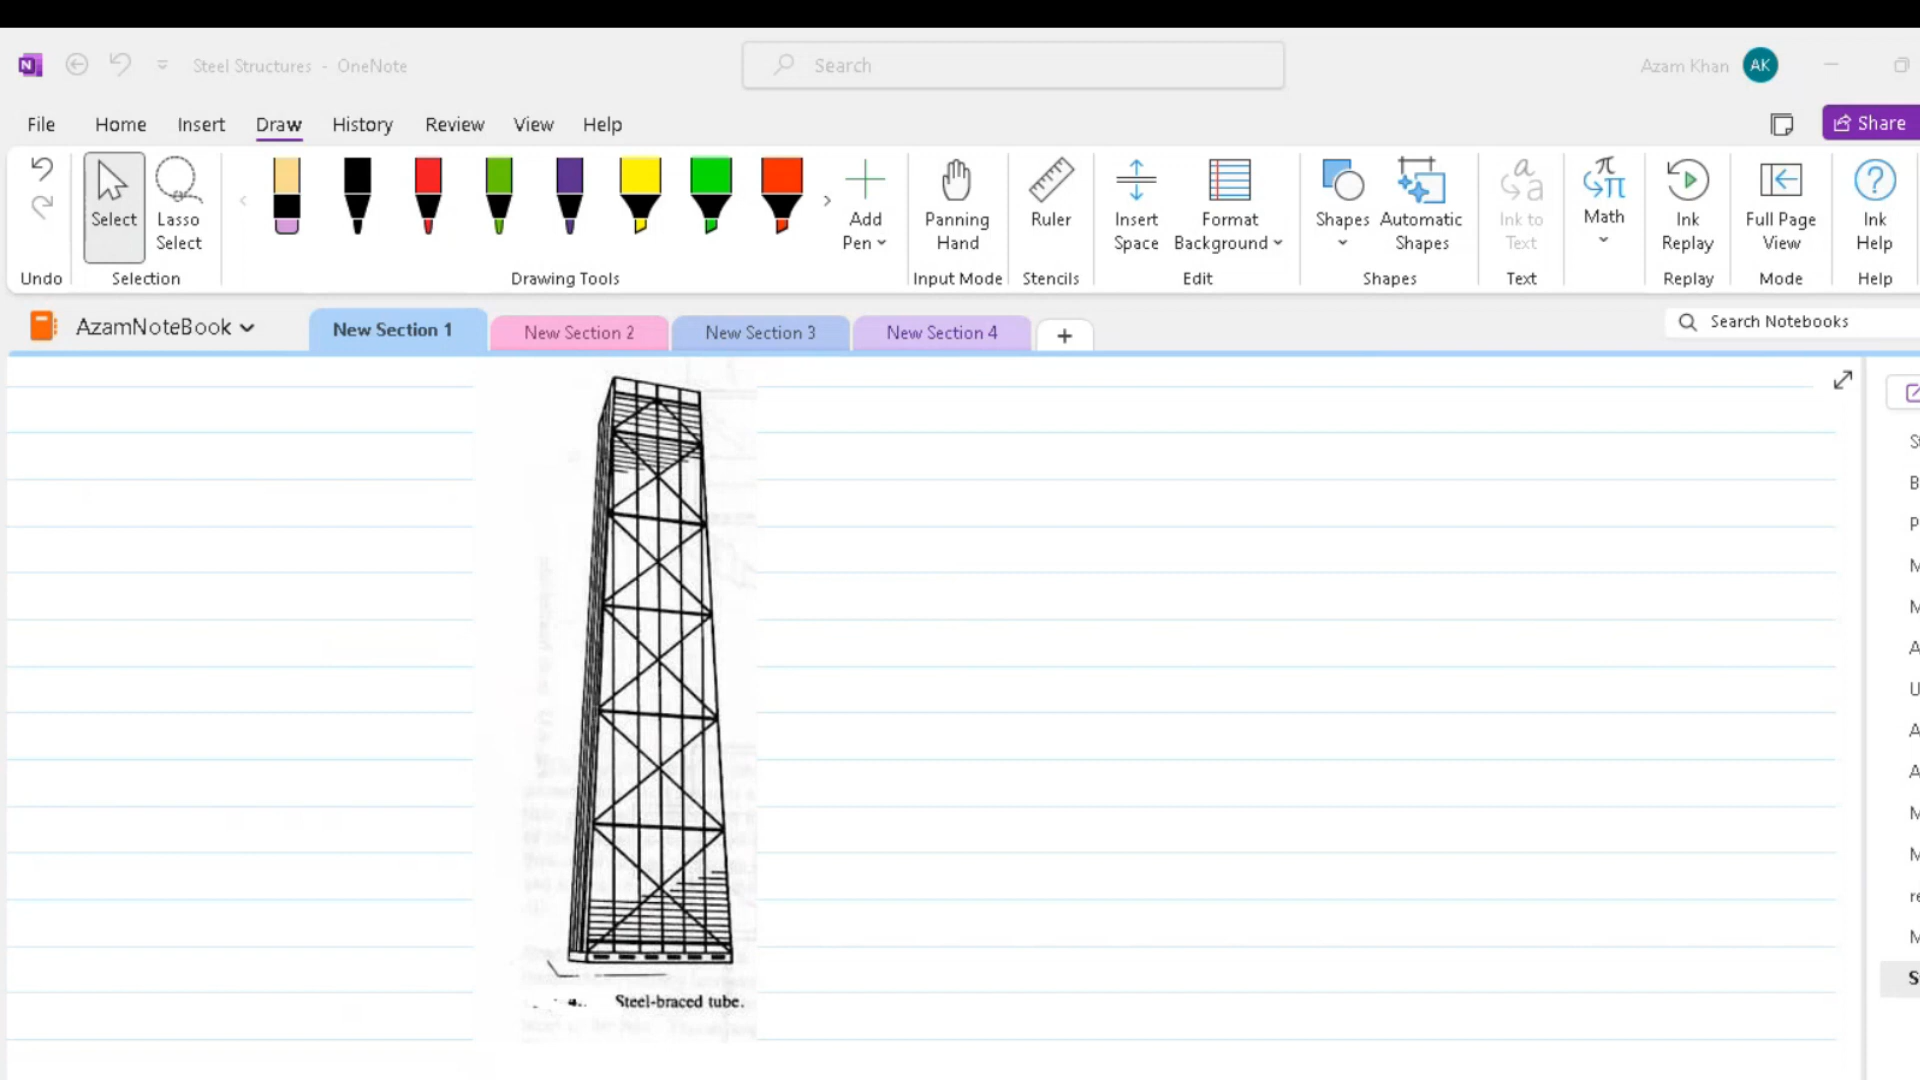 Steel Structures - OneNote
Search
Azam Khan
AK
File Home Insert Draw History Review View Help
Share
Select
Lasso Select
Add Pen
Panning Hand
Ruler
Insert Space
Format Background
Shapes
Automatic Shapes
Ink to Text
Math
Ink Replay
Full Page View
Ink Help
Undo Selection Drawing Tools Input Mode Stencils Edit Shapes Text Replay Mode Help
AzamNoteBook
New Section 1
New Section 2
New Section 3
New Section 4
Search Notebooks
Steel-braced tube.